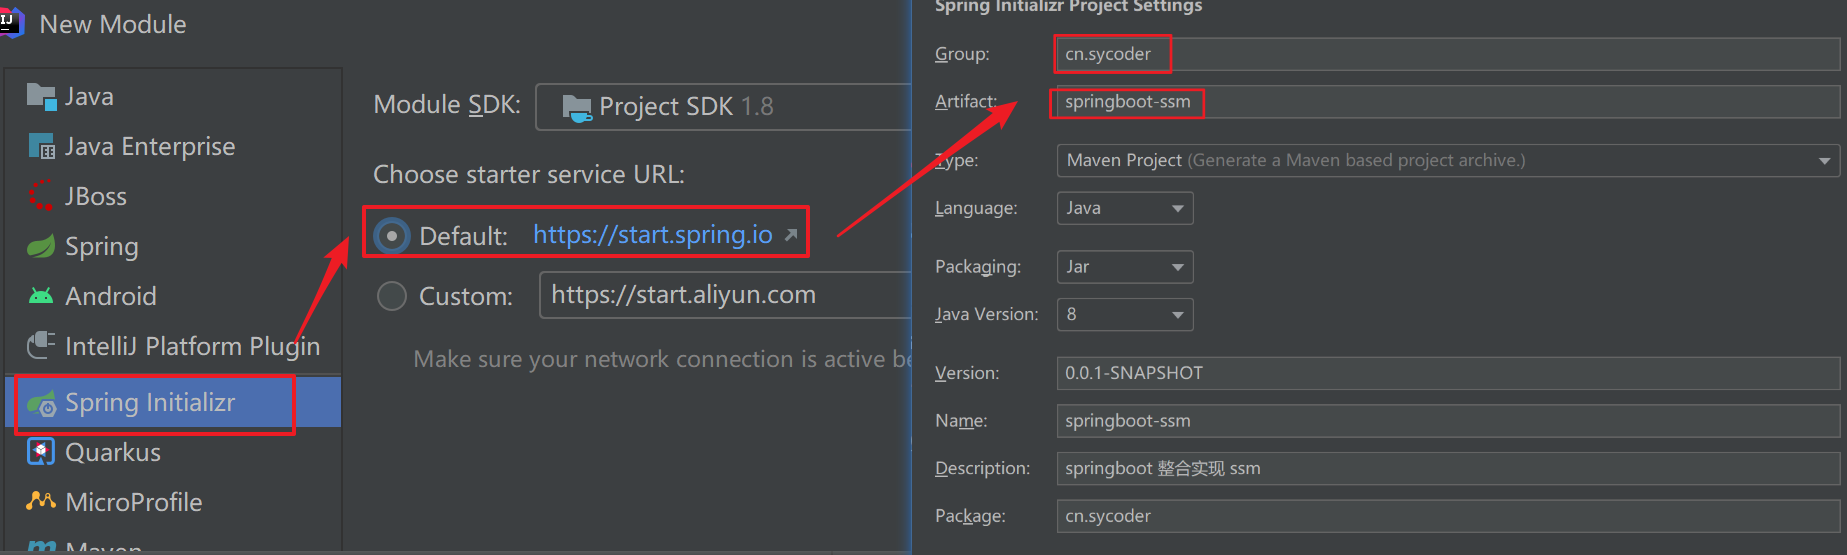 New Module
Java
Java Enterprise
JBoss
Spring
Android
IntelliJ Platform Plugin
Spring Initializr
Quarkus
MicroProfile
Maven
Module SDK: Project SDK 1.8
Choose starter service URL:
Default: https://start.spring.io
Custom: https://start.aliyun.com
Make sure your network connection is active be
Spring Initializr Project Settings
Group: cn.sycoder
Artifact: springboot-ssm
Type: Maven Project (Generate a Maven based project archive.)
Language: Java
Packaging: Jar
Java Version: 8
Version: 0.0.1-SNAPSHOT
Name: springboot-ssm
Description: springboot 整合实现 ssm
Package: cn.sycoder